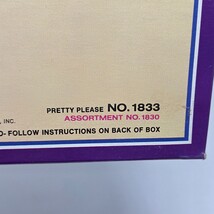 PRETTY PLEASE NO. 1833
ASSORTMENT NO. 1830
, INC.
O-FOLLOW INSTRUCTIONS ON BACK OF BOX